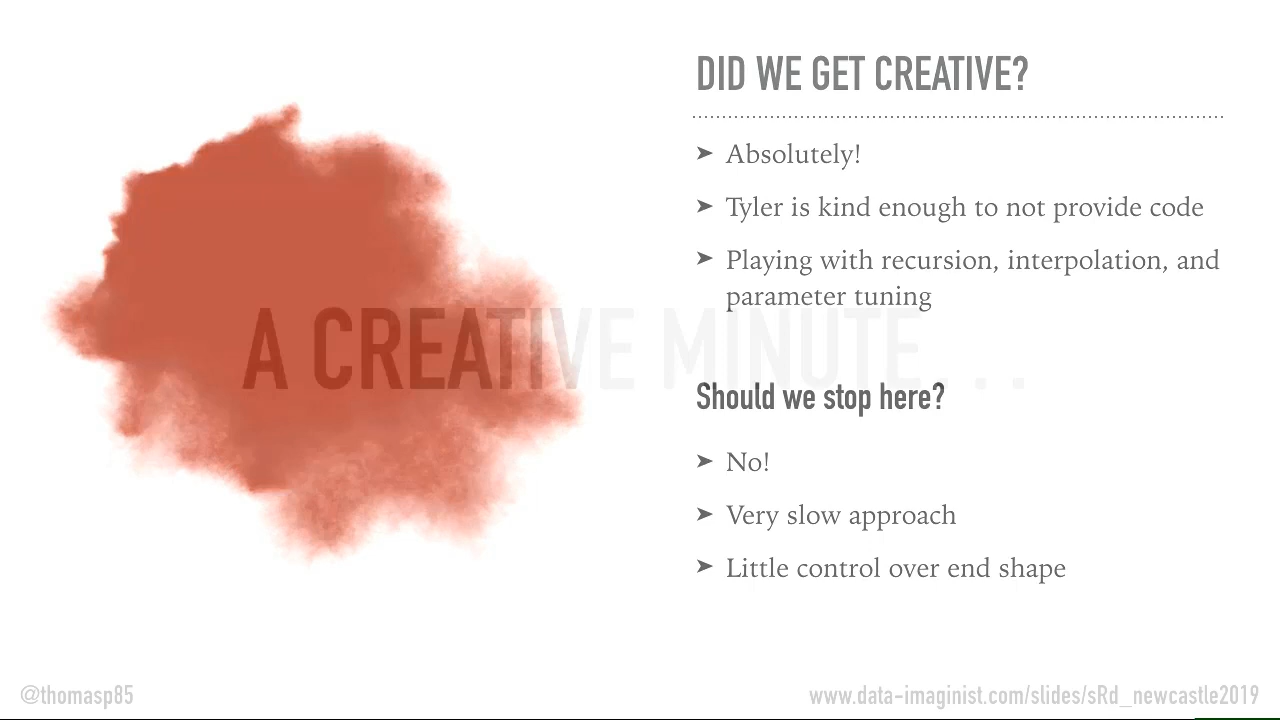 DID WE GET CREATIVE?
➤ Absolutely!
➤ Tyler is kind enough to not provide code
➤ Playing with recursion, interpolation, and
parameter tuning
A CREATIVE MINUTE...
Should we stop here?
➤ No!
➤ Very slow approach
➤ Little control over end shape
@thomasp85
www.data-imaginist.com/slides/sRd_newcastle2019